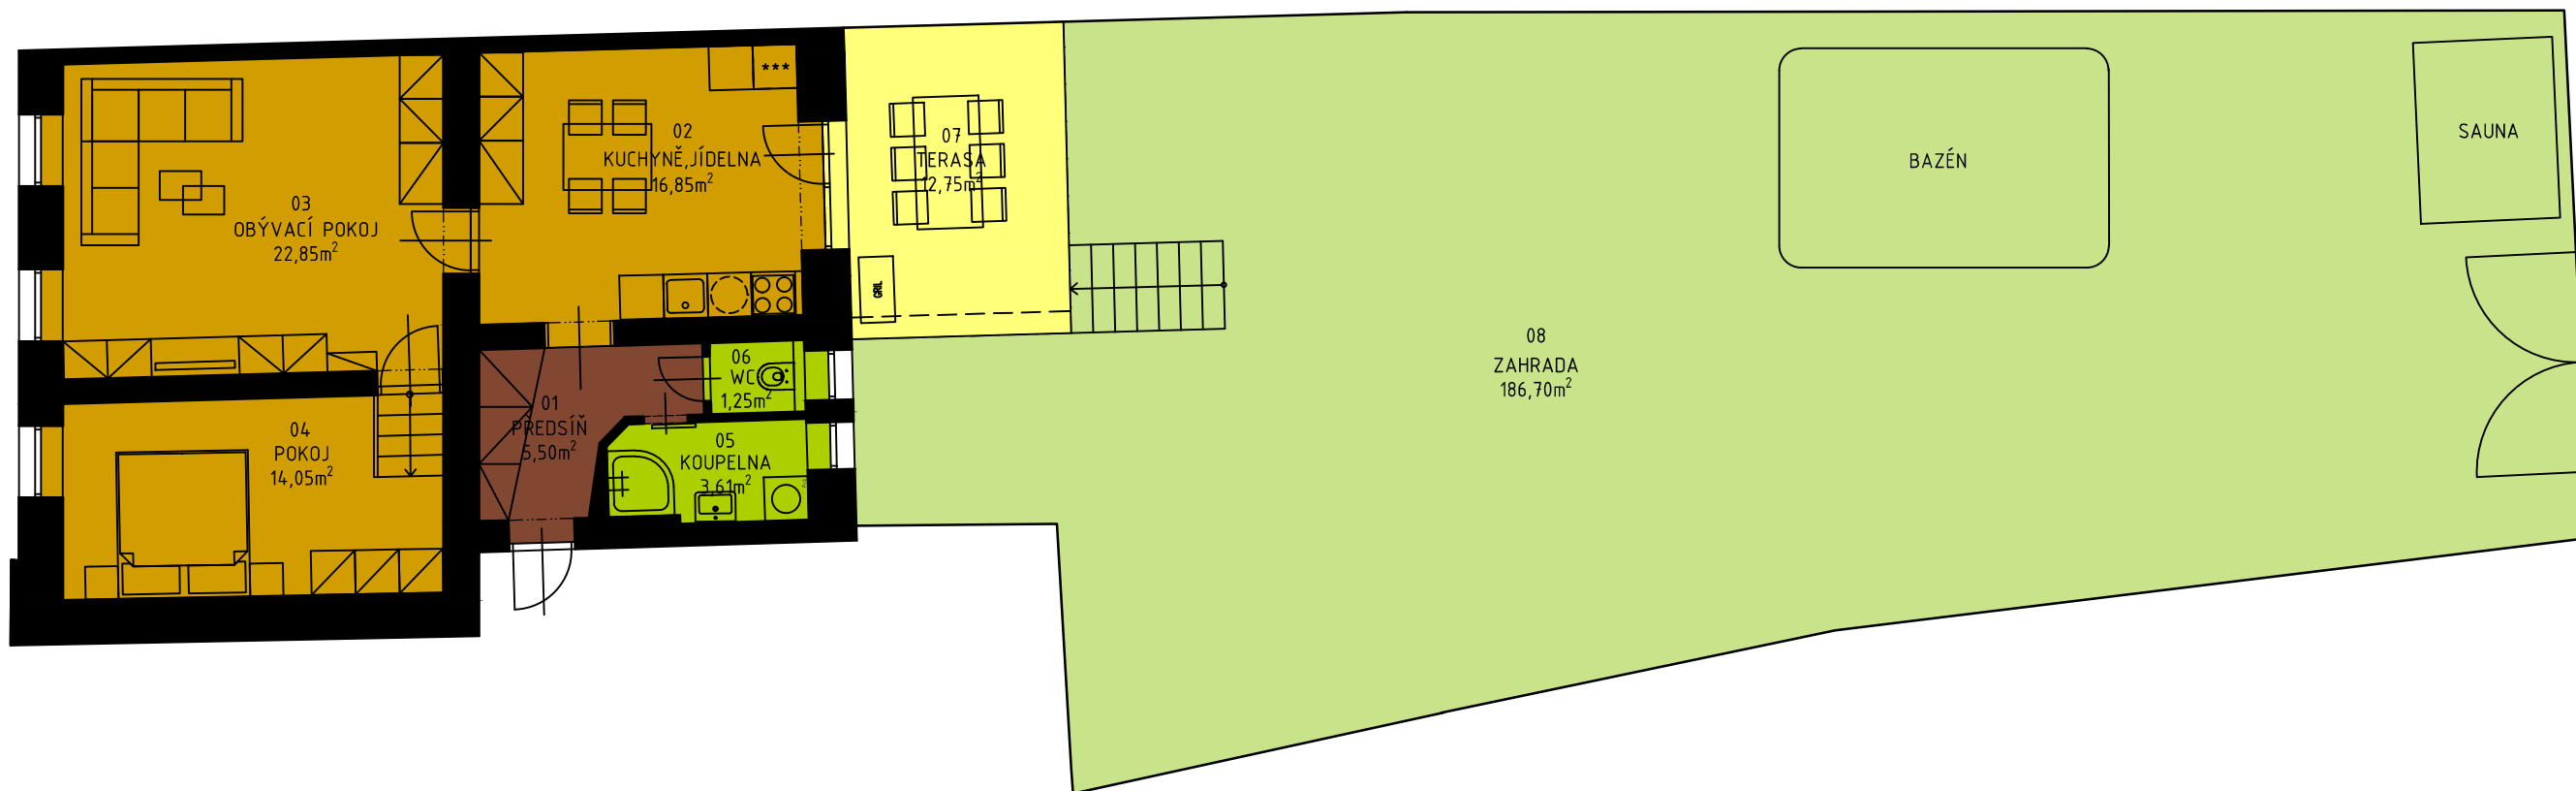 03
OBÝVACÍ POKOJ
22,85m²
02
KUCHYNĚ,JÍDELNA
16,85m²
***
07
TERASA
12,75m²
GRIL
BAZÉN
SAUNA
08
ZAHRADA
186,70m²
06
WC
1,25m²
01
PŘEDSÍŇ
5,50m²
05
KOUPELNA
3,61m²
04
POKOJ
14,05m²